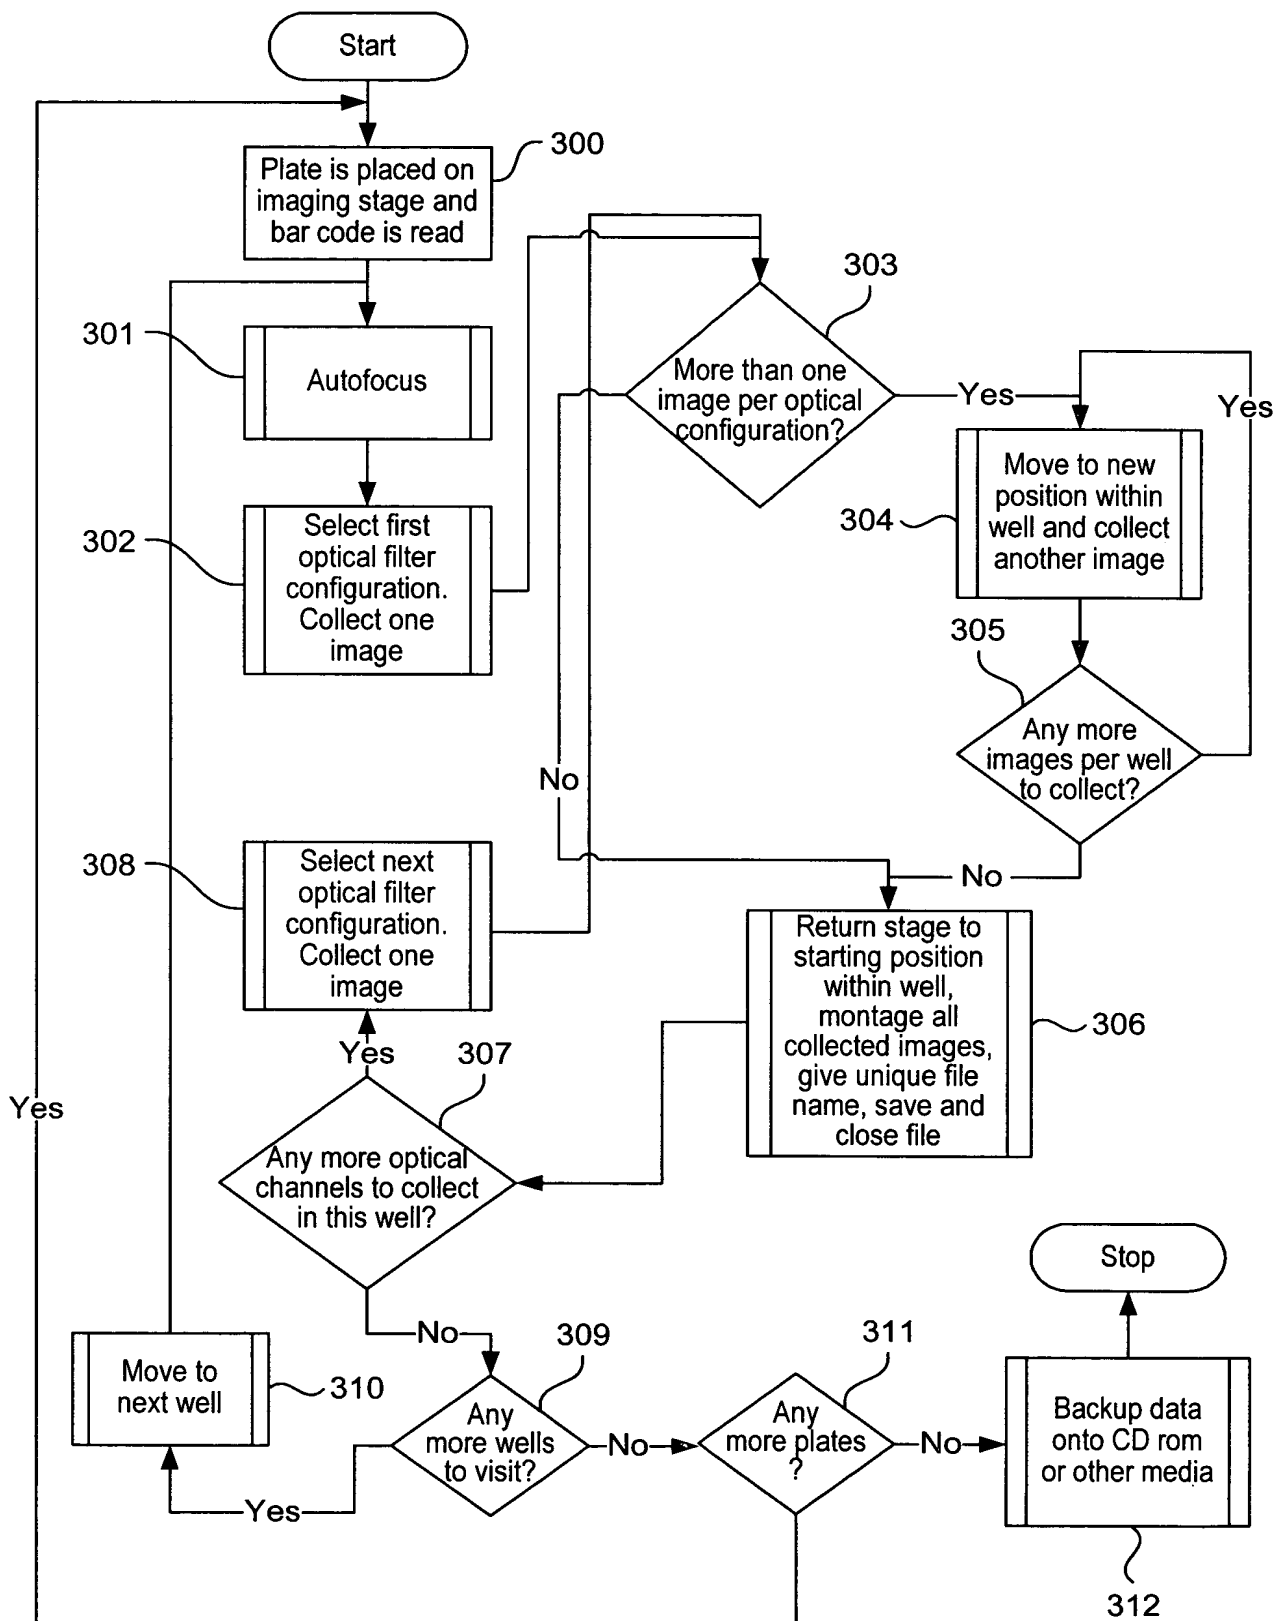 Start
300
Plate is placed on
imaging stage and
bar code is read
303
301
Autofocus
More than one
image per optical
configuration?
Yes
Yes
Move to new
position within
well and collect
another image
304
302
Select first
optical filter
configuration.
Collect one
image
305
Any more
images per well
to collect?
No
308
Select next
optical filter
configuration.
Collect one
image
No
Return stage to
starting position
within well,
montage all
collected images,
give unique file
name, save and
close file
306
Yes
307
Yes
Any more optical
channels to collect
in this well?
Stop
No
309
311
Move to
next well
310
Any
more wells
to visit?
No
Any
more plates
?
No
Backup data
onto CD rom
or other media
Yes
312